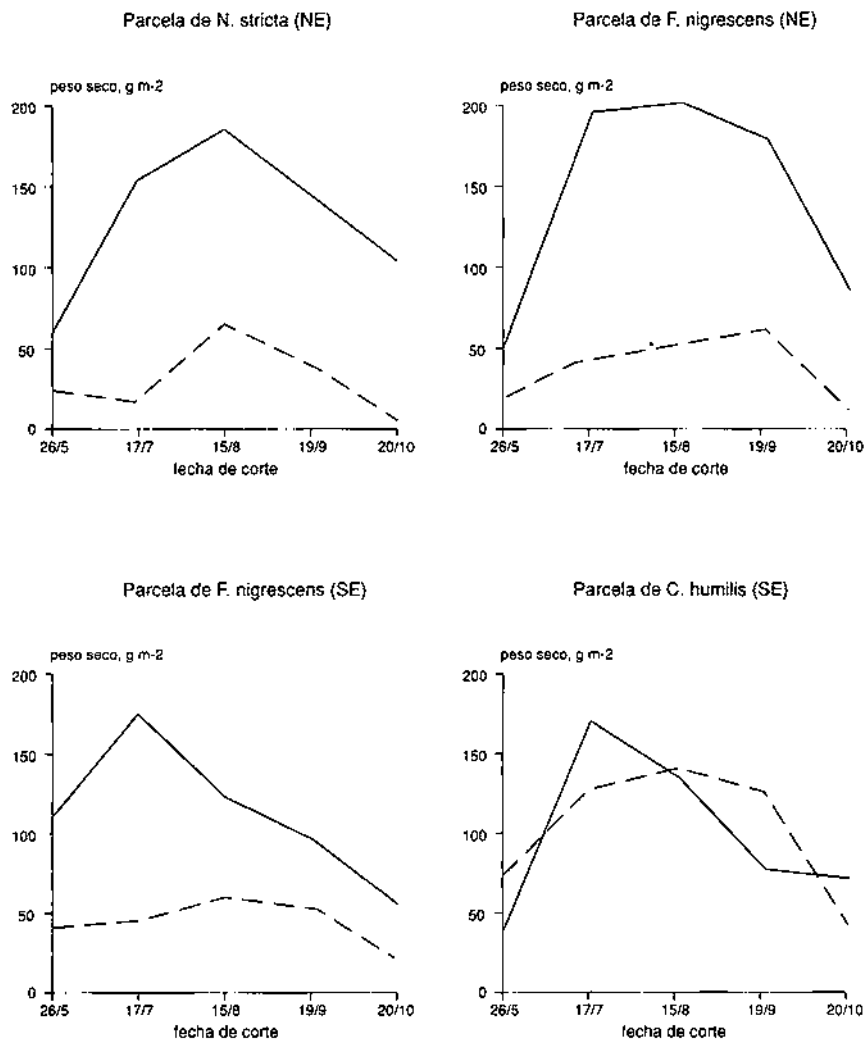 Parcela de N. stricta (NE)
peso seco, g m-2
200
150
100
50
0
26/5 17/7 15/8 19/9 20/10
fecha de corte
Parcela de F. nigrescens (NE)
peso seco, g m-2
200
150
100
50
0
26/5 17/7 15/8 19/9 20/10
fecha de corte
Parcela de F. nigrescens (SE)
peso seco, g m-2
200
150
100
50
0
26/5 17/7 15/8 19/9 20/10
fecha de corte
Parcela de C. humilis (SE)
peso seco, g m-2
200
150
100
50
0
26/5 17/7 15/8 19/9 20/10
fecha de corte